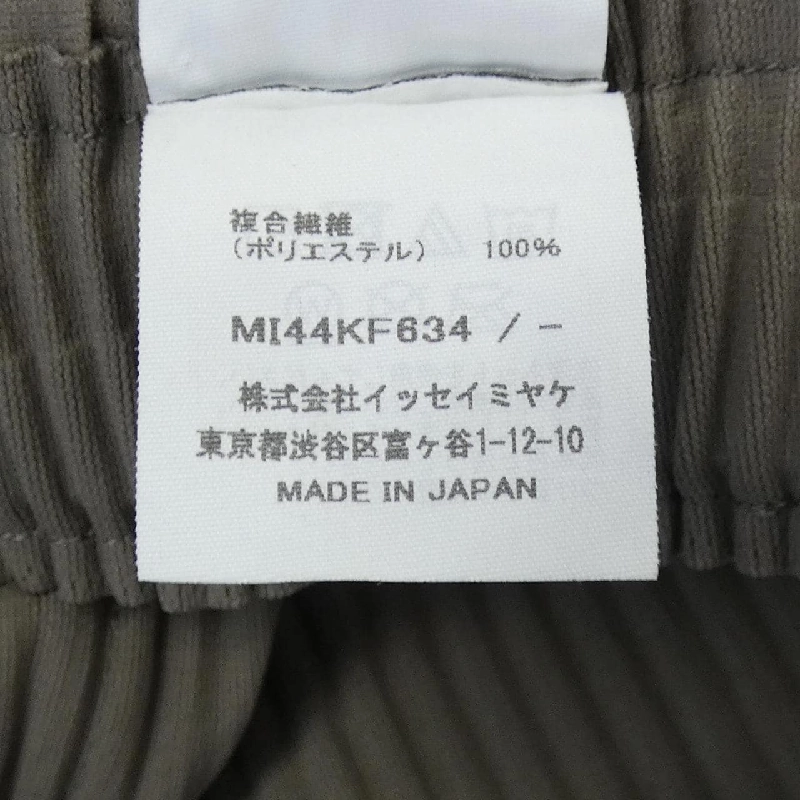 複合繊維
(ポリエステル) 100%
MI44KF634 / -
株式会社イッセイミヤケ
東京都渋谷区富ヶ谷1-12-10
MADE IN JAPAN